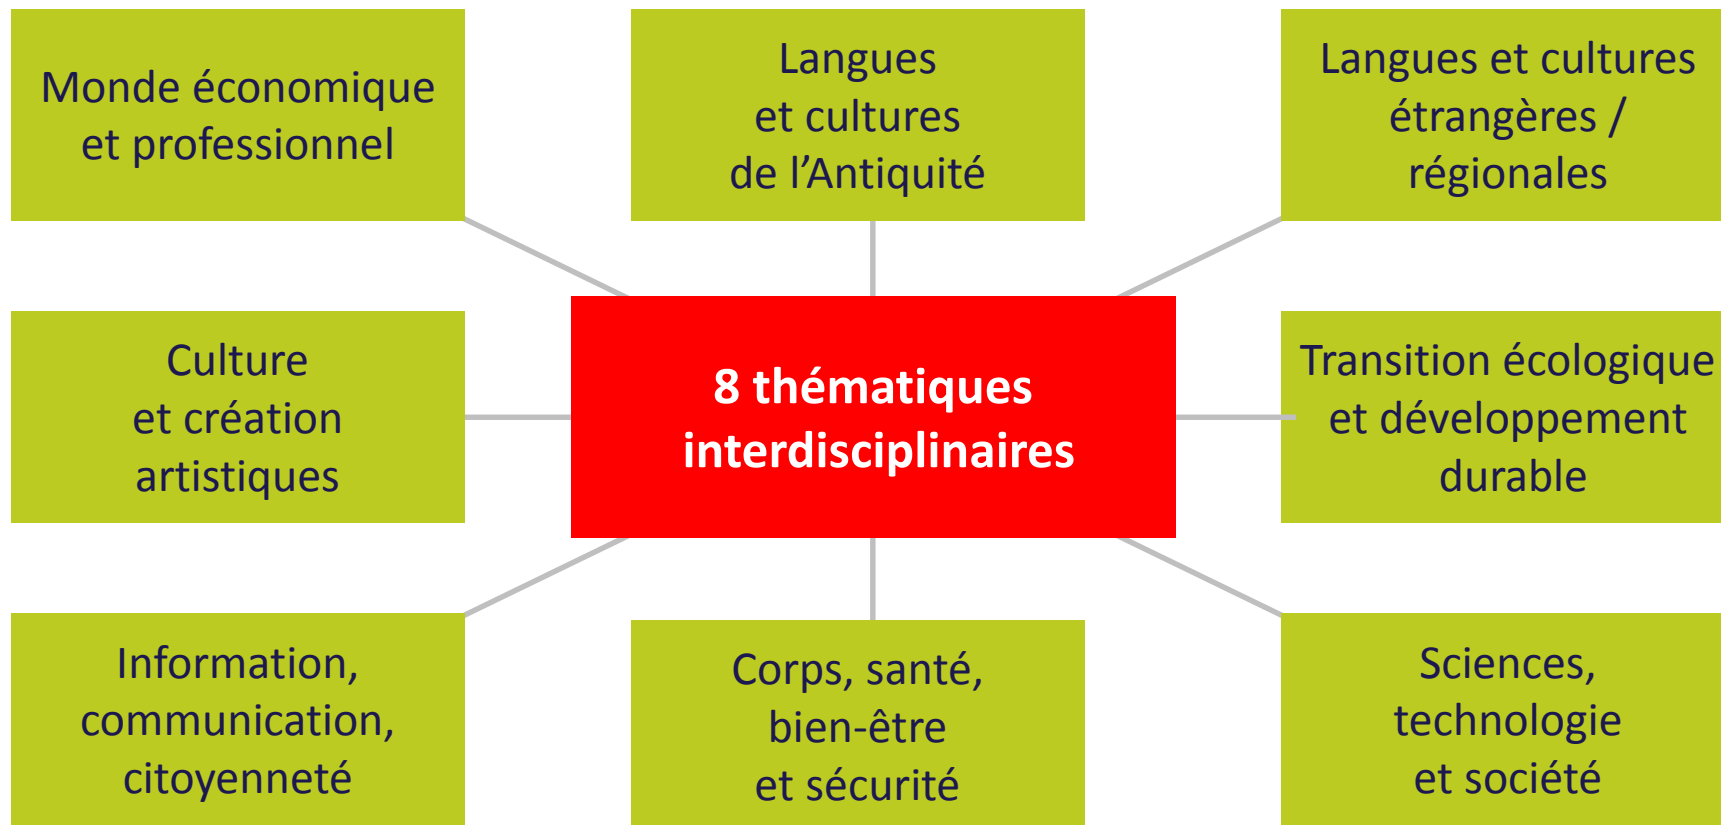 Monde économique
et professionnel
Langues
et cultures
de l’Antiquité
Langues et cultures
étrangères /
régionales
Culture
et création
artistiques
8 thématiques
interdisciplinaires
Transition écologique
et développement
durable
Information,
communication,
citoyenneté
Corps, santé,
bien-être
et sécurité
Sciences,
technologie
et société